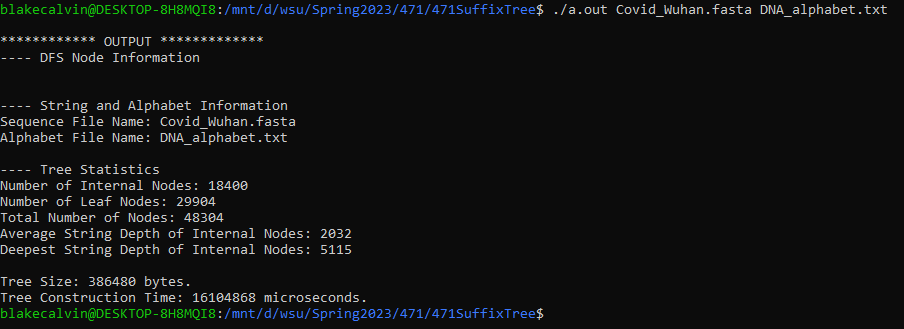 blakecalvin@DESKTOP-8H8MQI8:/mnt/d/wsu/Spring2023/471/471SuffixTree$ ./a.out Covid_Wuhan.fasta DNA_alphabet.txt
************ OUTPUT *************
---- DFS Node Information
---- String and Alphabet Information
Sequence File Name: Covid_Wuhan.fasta
Alphabet File Name: DNA_alphabet.txt
---- Tree Statistics
Number of Internal Nodes: 18400
Number of Leaf Nodes: 29904
Total Number of Nodes: 48304
Average String Depth of Internal Nodes: 2032
Deepest String Depth of Internal Nodes: 5115
Tree Size: 386480 bytes.
Tree Construction Time: 16104868 microseconds.
blakecalvin@DESKTOP-8H8MQI8:/mnt/d/wsu/Spring2023/471/471SuffixTree$